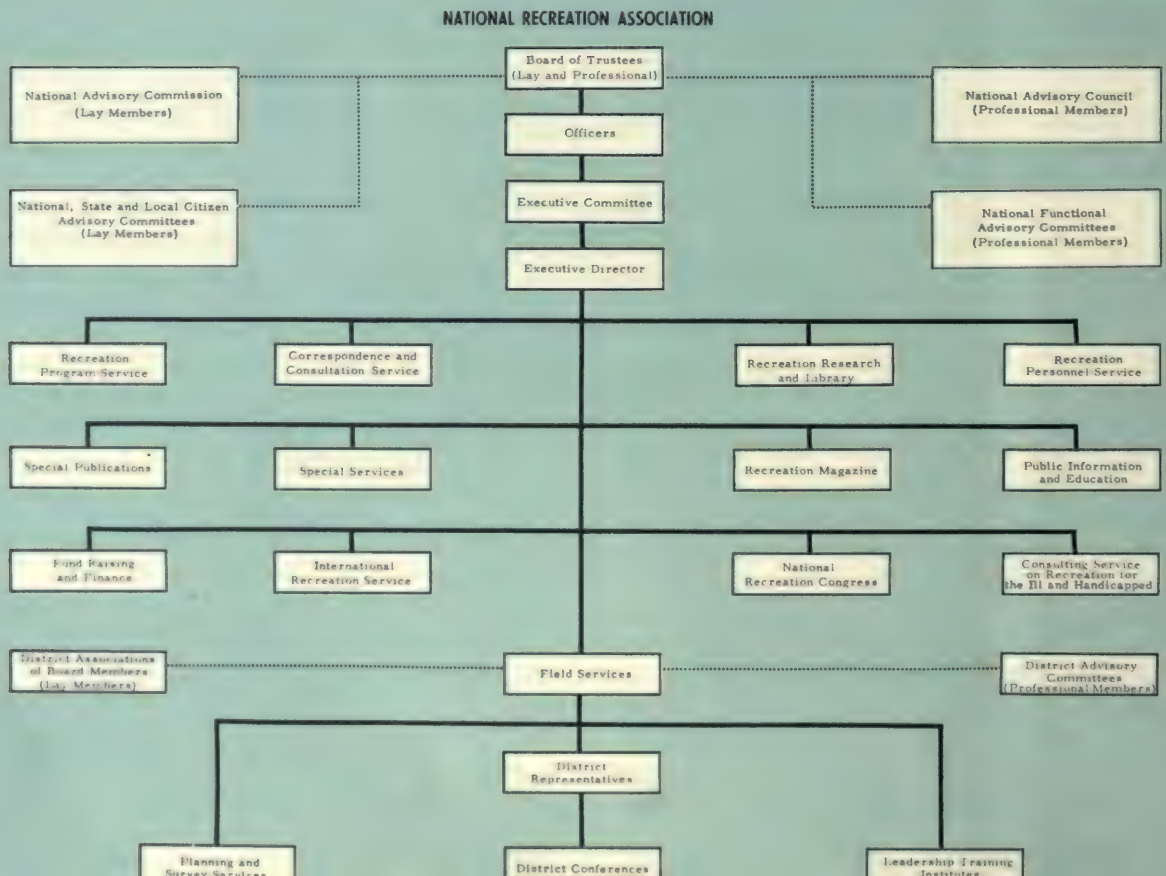 NATIONAL RECREATION ASSOCIATION
Board of Trustees
(Lay and Professional)
National Advisory Commission
(Lay Members)
National Advisory Council
(Professional Members)
Officers
National, State and Local Citizen
Advisory Committees
(Lay Members)
Executive Committee
National Functional
Advisory Committees
(Professional Members)
Executive Director
Recreation
Program Service
Correspondence and
Consultation Service
Recreation Research
and Library
Recreation
Personnel Service
Special Publications
Special Services
Recreation Magazine
Public Information
and Education
Fund Raising
and Finance
International
Recreation Service
National
Recreation Congress
Consulting Service
on Recreation for
the Ill and Handicapped
District Associations
of Board Members
(Lay Members)
Field Services
District Advisory
Committees
(Professional Members)
District
Representatives
Planning and
Survey Services
District Conferences
Leadership Training
Institutes